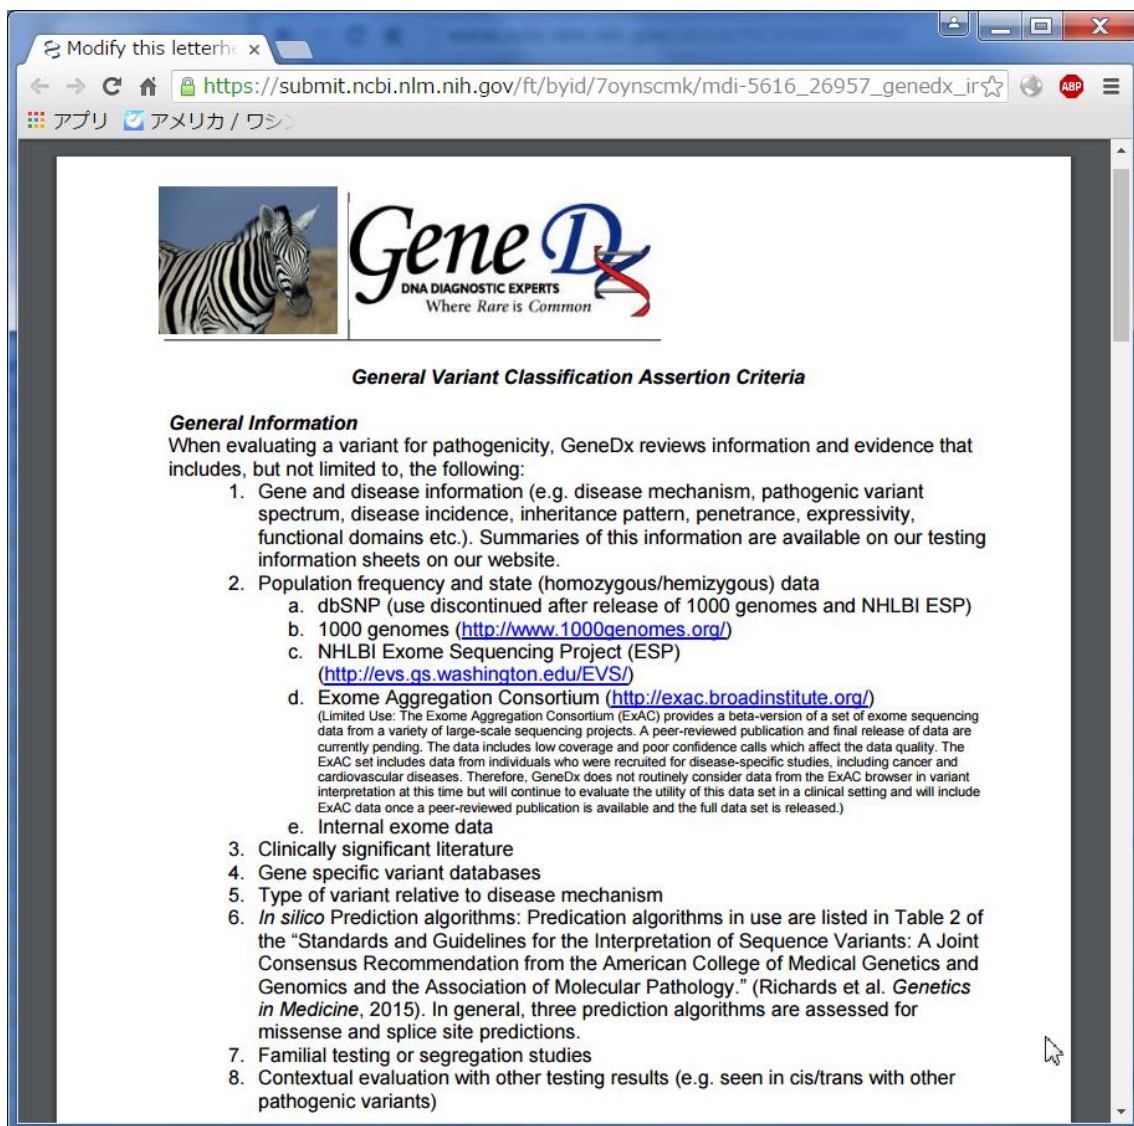 Modify this letterhe
https://submit.ncbi.nlm.nih.gov/ft/byid/7oynscmk/mdi-5616_26957_genedx_ir
ABP
アプリ アメリカ / ワシン
Gene Dx
DNA DIAGNOSTIC EXPERTS
Where Rare is Common
General Variant Classification Assertion Criteria
General Information
When evaluating a variant for pathogenicity, GeneDx reviews information and evidence that
includes, but not limited to, the following:
1. Gene and disease information (e.g. disease mechanism, pathogenic variant
spectrum, disease incidence, inheritance pattern, penetrance, expressivity,
functional domains etc.). Summaries of this information are available on our testing
information sheets on our website.
2. Population frequency and state (homozygous/hemizygous) data
a. dbSNP (use discontinued after release of 1000 genomes and NHLBI ESP)
b. 1000 genomes (http://www.1000genomes.org/)
c. NHLBI Exome Sequencing Project (ESP)
(http://evs.gs.washington.edu/EVS/)
d. Exome Aggregation Consortium (http://exac.broadinstitute.org/)
(Limited Use: The Exome Aggregation Consortium (ExAC) provides a beta-version of a set of exome sequencing
data from a variety of large-scale sequencing projects. A peer-reviewed publication and final release of data are
currently pending. The data includes low coverage and poor confidence calls which affect the data quality. The
ExAC set includes data from individuals who were recruited for disease-specific studies, including cancer and
cardiovascular diseases. Therefore, GeneDx does not routinely consider data from the ExAC browser in variant
interpretation at this time but will continue to evaluate the utility of this data set in a clinical setting and will include
ExAC data once a peer-reviewed publication is available and the full data set is released.)
e. Internal exome data
3. Clinically significant literature
4. Gene specific variant databases
5. Type of variant relative to disease mechanism
6. In silico Prediction algorithms: Predication algorithms in use are listed in Table 2 of
the “Standards and Guidelines for the Interpretation of Sequence Variants: A Joint
Consensus Recommendation from the American College of Medical Genetics and
Genomics and the Association of Molecular Pathology.” (Richards et al. Genetics
in Medicine, 2015). In general, three prediction algorithms are assessed for
missense and splice site predictions.
7. Familial testing or segregation studies
8. Contextual evaluation with other testing results (e.g. seen in cis/trans with other
pathogenic variants)